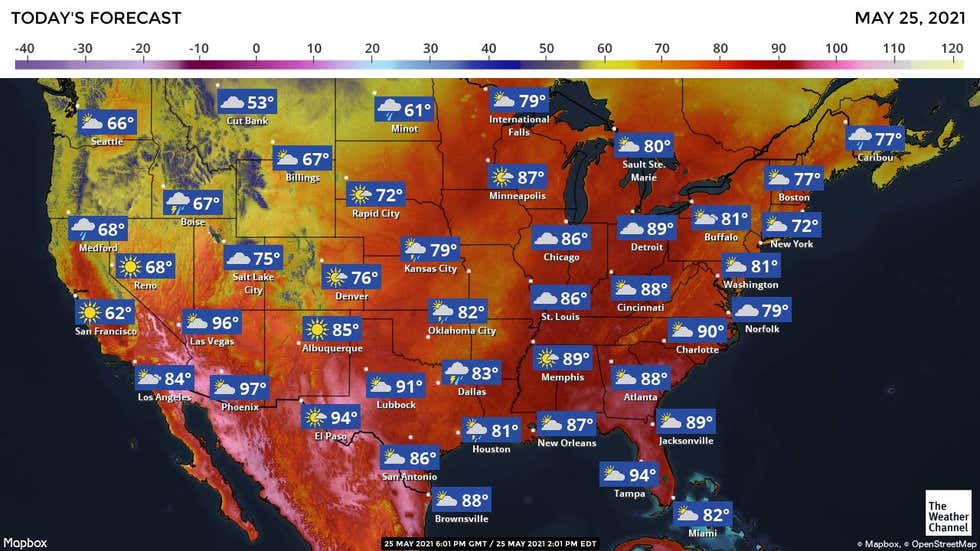 TODAY'S FORECAST
MAY 25, 2021
-40 -30 -20 -10 0 10 20 30 40 50 60 70 80 90 100 110 120
66°
Seattle
53°
Cut Bank
61°
Minot
79°
International
Falls
80°
Sault Ste.
Marie
77°
Caribou
67°
Billings
87°
Minneapolis
77°
Boston
72°
Rapid City
67°
Boise
68°
Medford
81°
Buffalo
72°
New York
86°
Chicago
89°
Detroit
79°
Kansas City
75°
Salt Lake
City
68°
Reno
76°
Denver
81°
Washington
88°
Cincinnati
86°
St. Louis
79°
Norfolk
62°
San Francisco
96°
Las Vegas
85°
Albuquerque
82°
Oklahoma City
90°
Charlotte
89°
Memphis
84°
Los Angeles
97°
Phoenix
91°
Lubbock
83°
Dallas
88°
Atlanta
94°
El Paso
81°
Houston
87°
New Orleans
89°
Jacksonville
86°
San Antonio
94°
Tampa
88°
Brownsville
82°
Miami
The
Weather
Channel
Mapbox
25 MAY 2021 6:01 PM GMT / 25 MAY 2021 2:01 PM EDT
© Mapbox, © OpenStreetMap